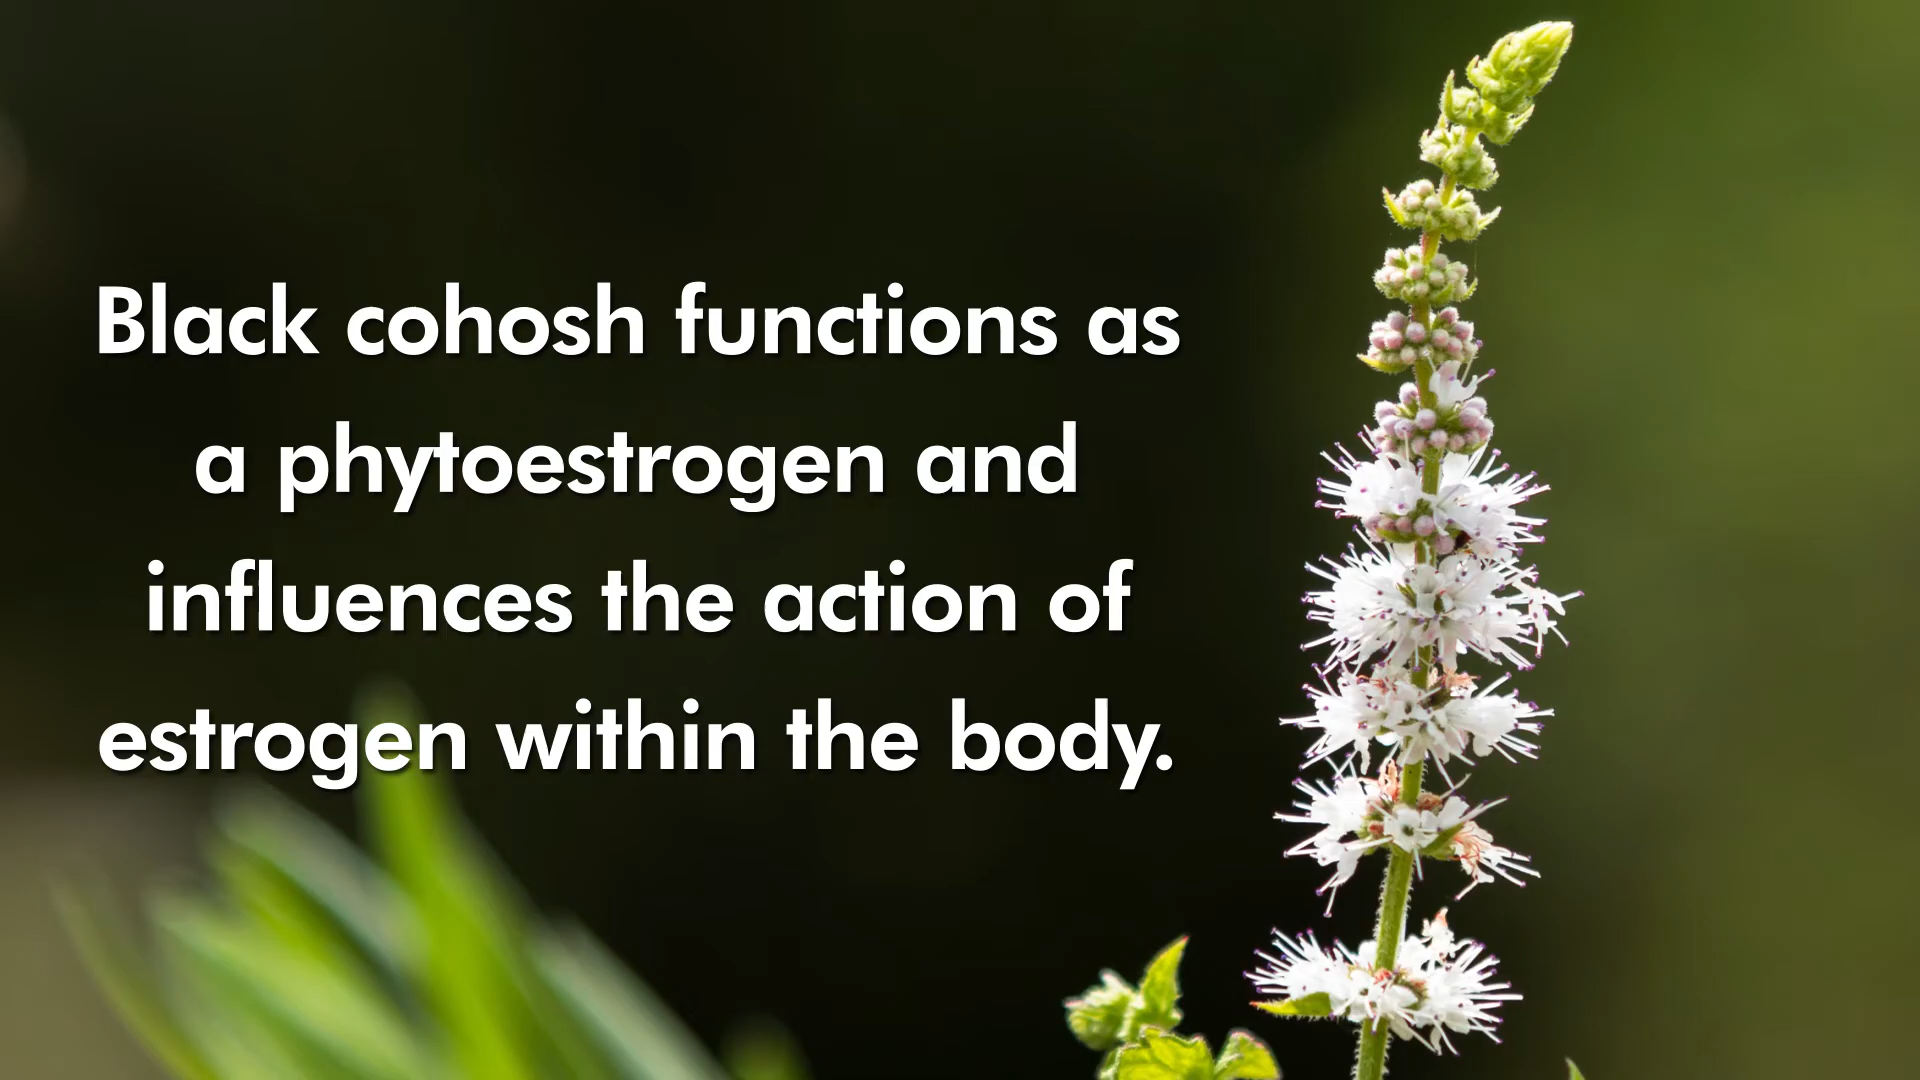 Black cohosh functions as
a phytoestrogen and
influences the action of
estrogen within the body.